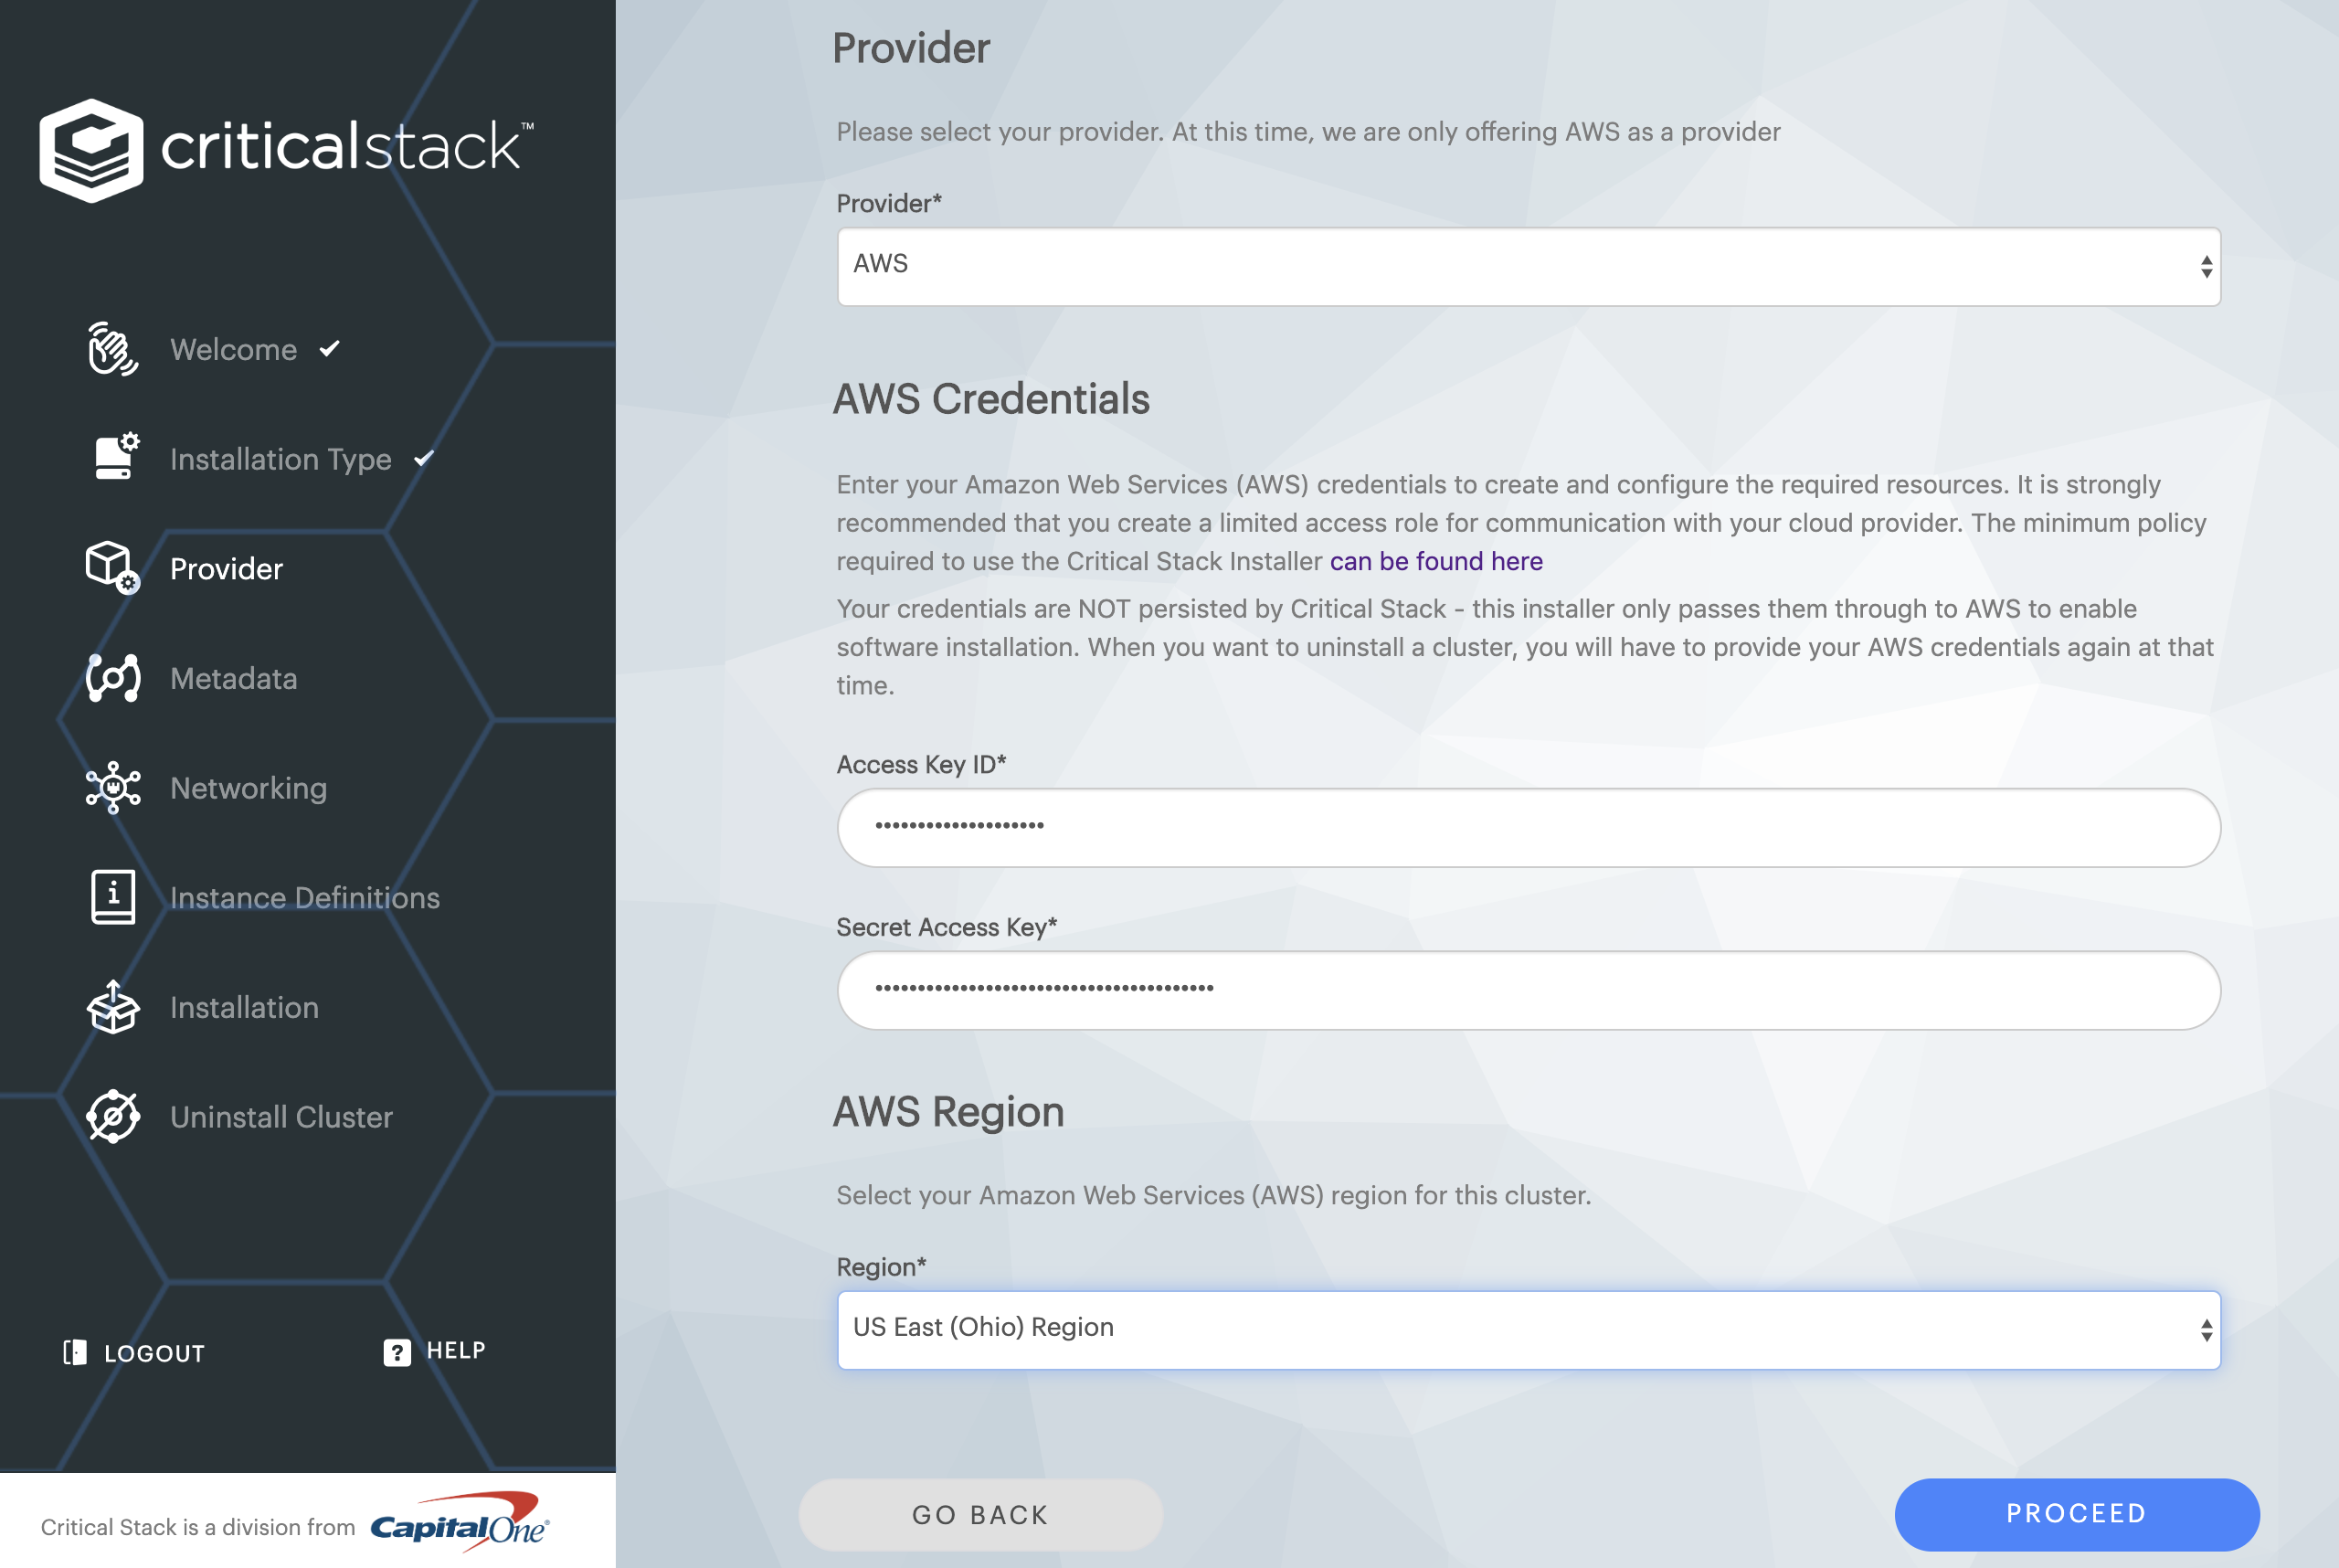 criticalstack™
Welcome
Installation Type
Provider
Metadata
Networking
Instance Definitions
Installation
Uninstall Cluster
LOGOUT
HELP
Critical Stack is a division from
CapitalOne®
Provider
Please select your provider. At this time, we are only offering AWS as a provider
Provider*
AWS
AWS Credentials
Enter your Amazon Web Services (AWS) credentials to create and configure the required resources. It is strongly
recommended that you create a limited access role for communication with your cloud provider. The minimum policy
required to use the Critical Stack Installer can be found here
Your credentials are NOT persisted by Critical Stack - this installer only passes them through to AWS to enable
software installation. When you want to uninstall a cluster, you will have to provide your AWS credentials again at that
time.
Access Key ID*
••••••••••••••••••••
Secret Access Key*
••••••••••••••••••••••••••••••••••••••••
AWS Region
Select your Amazon Web Services (AWS) region for this cluster.
Region*
US East (Ohio) Region
GO BACK
PROCEED